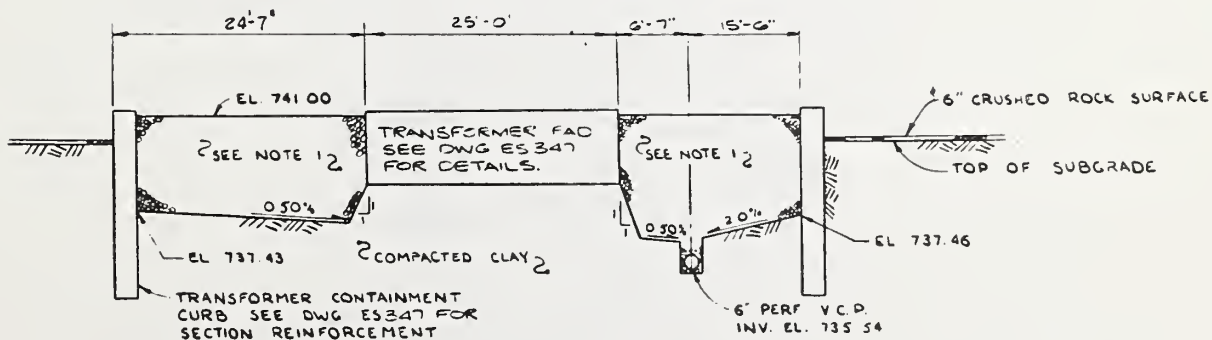 24'-7"
25'-0"
6'-7"
15'-6"
EL. 741 00
6" CRUSHED ROCK SURFACE
TRANSFORMER PAD
SEE DWG ES347
FOR DETAILS.
SEE NOTE 1
SEE NOTE 1
TOP OF SUBGRADE
0.50%
0.50%
2.0%
EL 737.43
COMPACTED CLAY
EL 737.46
TRANSFORMER CONTAINMENT
CURB SEE DWG ES347 FOR
SECTION REINFORCEMENT
6" PERF V.C.P.
INV. EL. 735 54